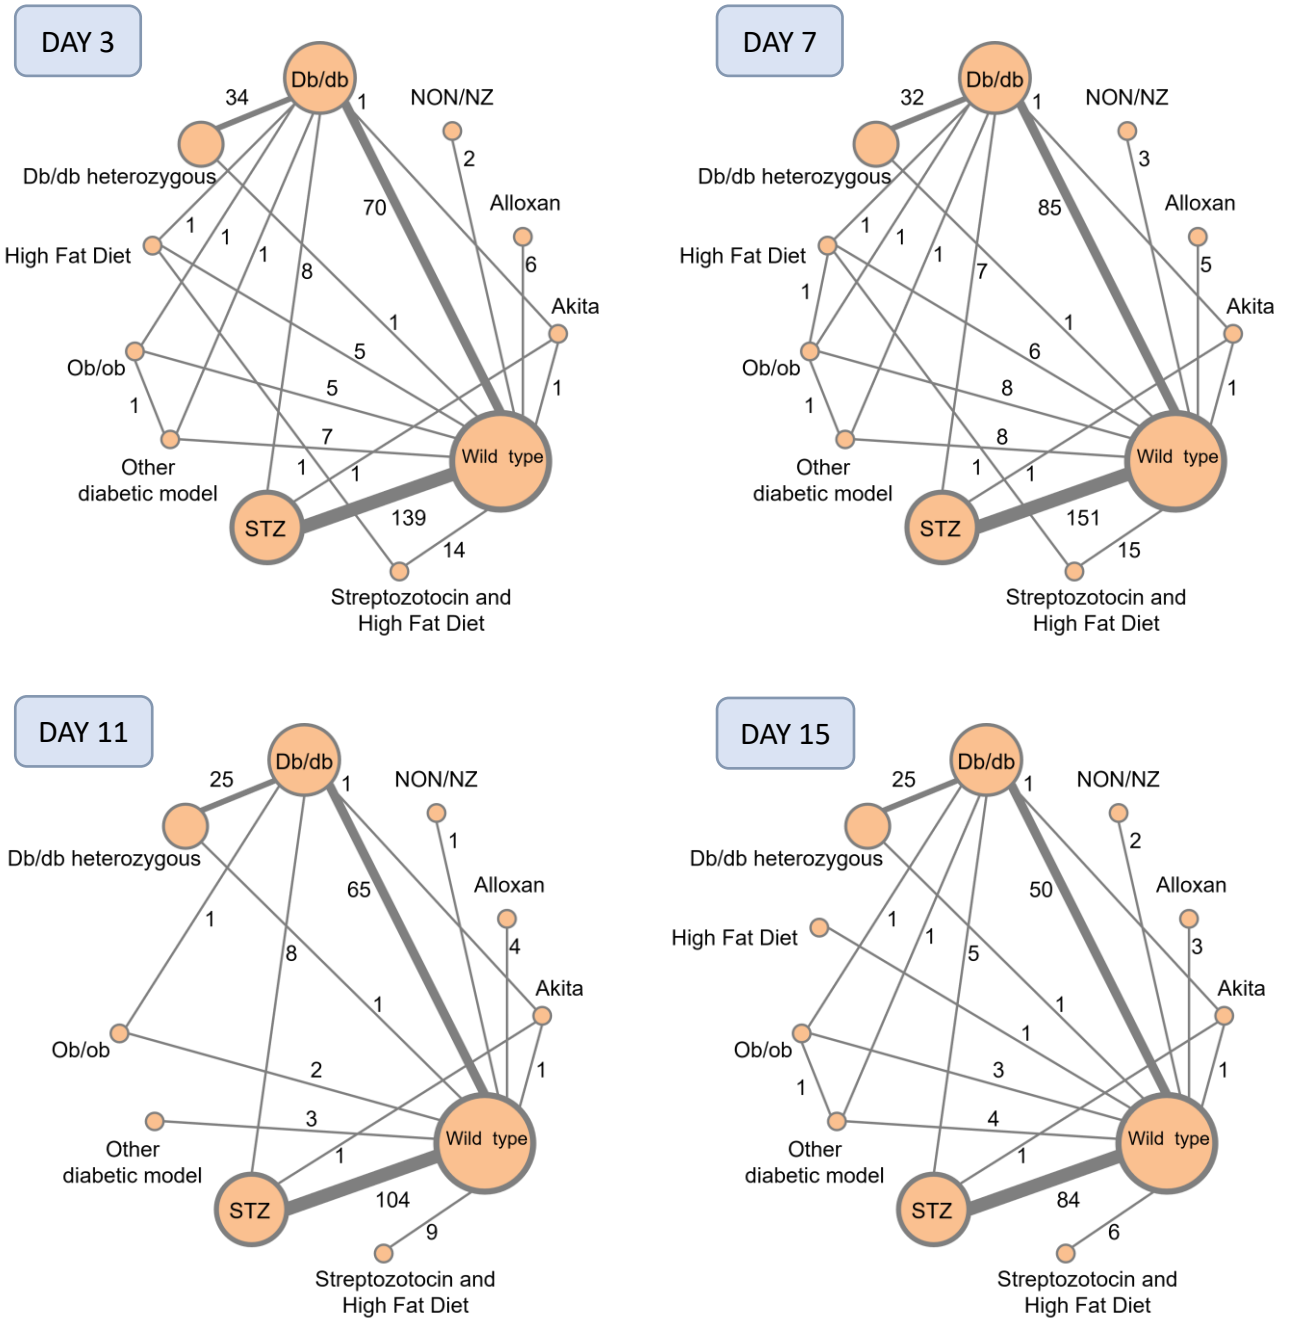 DAY 3
Db/db
34
1
NON/NZ
2
Db/db heterozygous
70
Alloxan
1
1
1
8
6
High Fat Diet
Akita
1
5
Ob/ob
5
1
1
7
Other
diabetic model
1
1
Wild type
STZ
139
14
Streptozotocin and
High Fat Diet
DAY 7
Db/db
32
1
NON/NZ
3
Db/db heterozygous
85
Alloxan
1
1
1
7
5
High Fat Diet
1
Akita
1
6
Ob/ob
8
1
1
8
Other
diabetic model
1
1
Wild type
STZ
151
15
Streptozotocin and
High Fat Diet
DAY 11
Db/db
25
1
NON/NZ
1
Db/db heterozygous
65
Alloxan
1
8
4
Akita
1
Ob/ob
2
1
3
Other
diabetic model
1
Wild type
STZ
104
9
Streptozotocin and
High Fat Diet
DAY 15
Db/db
25
1
NON/NZ
2
Db/db heterozygous
50
Alloxan
1
1
5
3
High Fat Diet
Akita
1
1
Ob/ob
3
1
1
4
Other
diabetic model
1
Wild type
STZ
84
6
Streptozotocin and
High Fat Diet